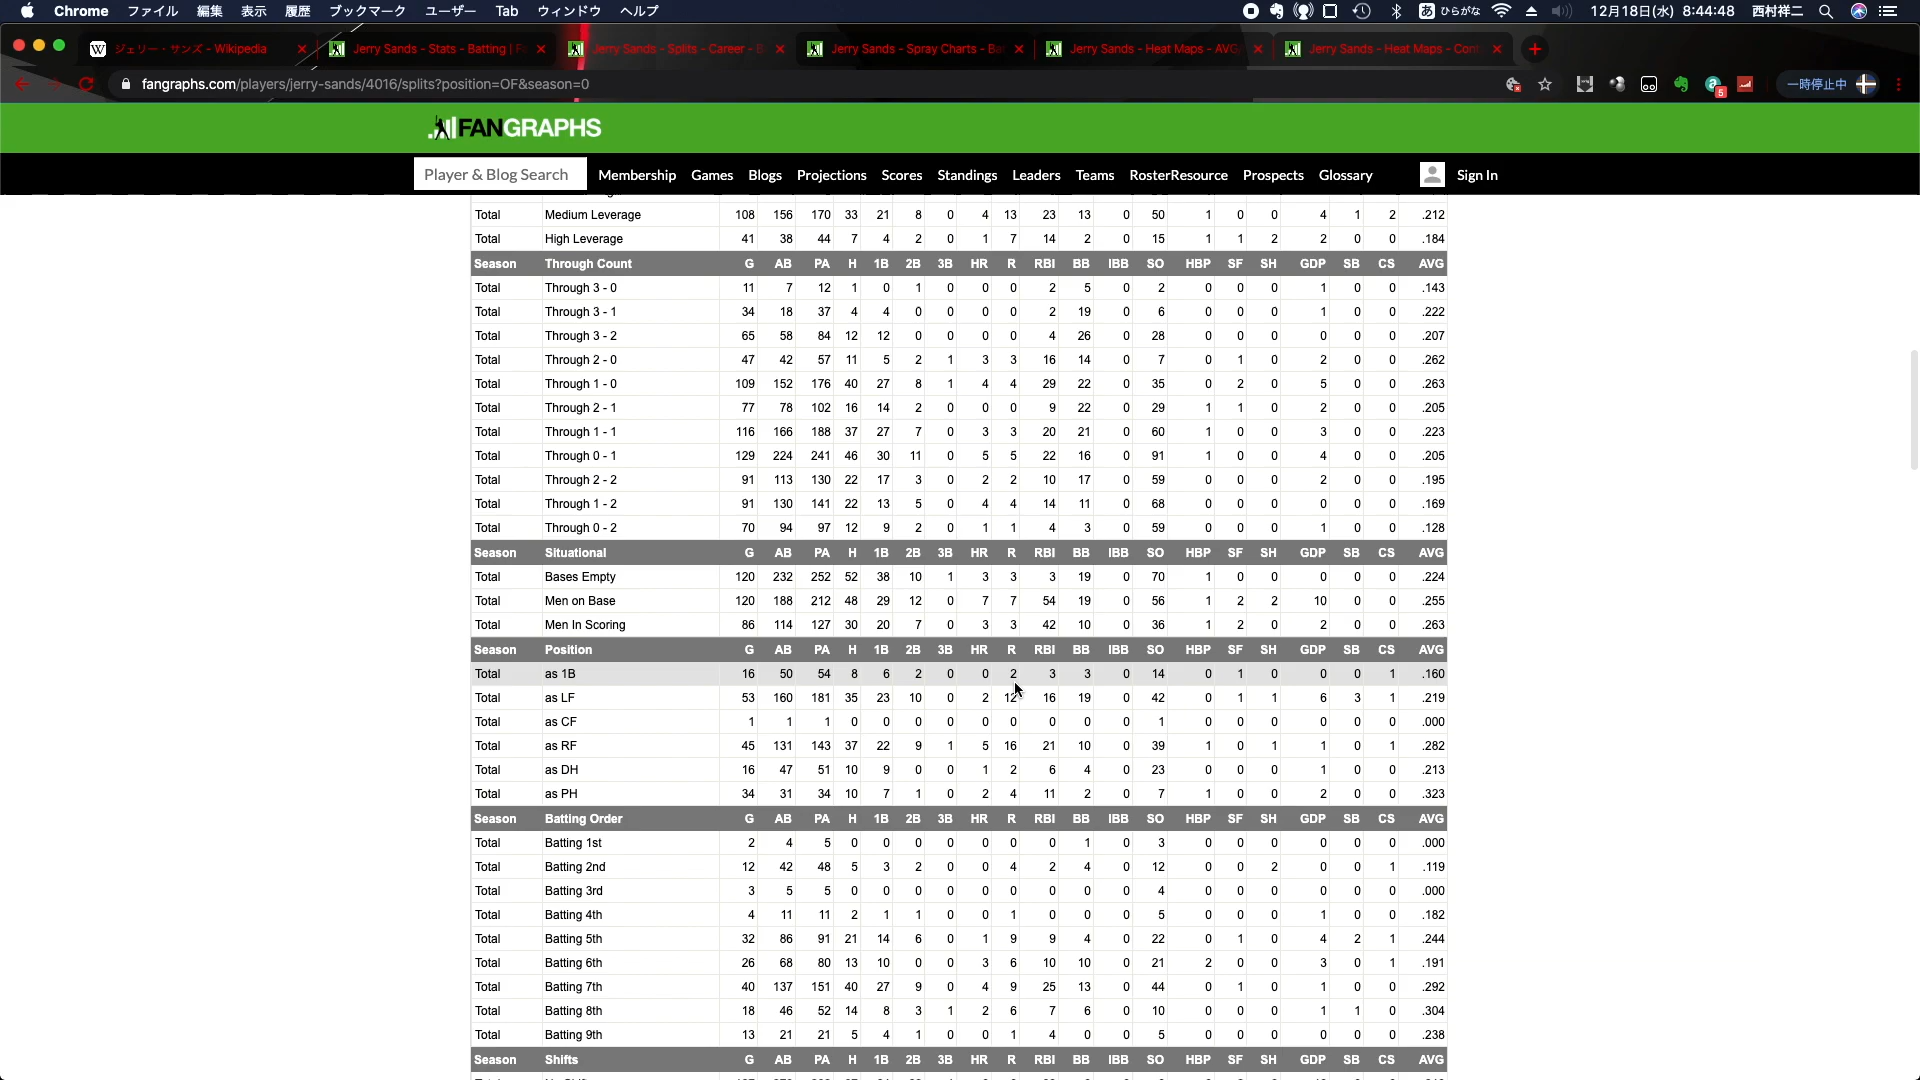 Chrome ファイル 編集 表示 履歴 ブックマーク ユーザー Tab ウィンドウ ヘルプ あ ひらがな 12月18日(水) 8:44:48 西村祥二
ジェリー・サンズ - Wikipedia Jerry Sands - Stats - Batting | F Jerry Sands - Splits - Career - B Jerry Sands - Spray Charts - Bat Jerry Sands - Heat Maps - AVG/ Jerry Sands - Heat Maps - Cont
fangraphs.com/players/jerry-sands/4016/splits?position=OF&season=0 5 一時停止中
FANGRAPHS
Player & Blog Search Membership Games Blogs Projections Scores Standings Leaders Teams RosterResource Prospects Glossary Sign In
Total Medium Leverage 108 156 170 33 21 8 0 4 13 23 13 0 50 1 0 0 4 1 2 .212
Total High Leverage 41 38 44 7 4 2 0 1 7 14 2 0 15 1 1 2 2 0 0 .184
Season Through Count G AB PA H 1B 2B 3B HR R RBI BB IBB SO HBP SF SH GDP SB CS AVG
Total Through 3 - 0 11 7 12 1 0 1 0 0 0 2 5 0 2 0 0 0 1 0 0 .143
Total Through 3 - 1 34 18 37 4 4 0 0 0 0 2 19 0 6 0 0 0 1 0 0 .222
Total Through 3 - 2 65 58 84 12 12 0 0 0 0 4 26 0 28 0 0 0 0 0 0 .207
Total Through 2 - 0 47 42 57 11 5 2 1 3 3 16 14 0 7 0 1 0 2 0 0 .262
Total Through 1 - 0 109 152 176 40 27 8 1 4 4 29 22 0 35 0 2 0 5 0 0 .263
Total Through 2 - 1 77 78 102 16 14 2 0 0 0 9 22 0 29 1 1 0 2 0 0 .205
Total Through 1 - 1 116 166 188 37 27 7 0 3 3 20 21 0 60 1 0 0 3 0 0 .223
Total Through 0 - 1 129 224 241 46 30 11 0 5 5 22 16 0 91 1 0 0 4 0 0 .205
Total Through 2 - 2 91 113 130 22 17 3 0 2 2 10 17 0 59 0 0 0 2 0 0 .195
Total Through 1 - 2 91 130 141 22 13 5 0 4 4 14 11 0 68 0 0 0 0 0 0 .169
Total Through 0 - 2 70 94 97 12 9 2 0 1 1 4 3 0 59 0 0 0 1 0 0 .128
Season Situational G AB PA H 1B 2B 3B HR R RBI BB IBB SO HBP SF SH GDP SB CS AVG
Total Bases Empty 120 232 252 52 38 10 1 3 3 3 19 0 70 1 0 0 0 0 0 .224
Total Men on Base 120 188 212 48 29 12 0 7 7 54 19 0 56 1 2 2 10 0 0 .255
Total Men In Scoring 86 114 127 30 20 7 0 3 3 42 10 0 36 1 2 0 2 0 0 .263
Season Position G AB PA H 1B 2B 3B HR R RBI BB IBB SO HBP SF SH GDP SB CS AVG
Total as 1B 16 50 54 8 6 2 0 0 2 3 3 0 14 0 1 0 0 0 1 .160
Total as LF 53 160 181 35 23 10 0 2 12 16 19 0 42 0 1 1 6 3 1 .219
Total as CF 1 1 1 0 0 0 0 0 0 0 0 0 1 0 0 0 0 0 0 .000
Total as RF 45 131 143 37 22 9 1 5 16 21 10 0 39 1 0 1 1 0 1 .282
Total as DH 16 47 51 10 9 0 0 1 2 6 4 0 23 0 0 0 1 0 0 .213
Total as PH 34 31 34 10 7 1 0 2 4 11 2 0 7 1 0 0 2 0 0 .323
Season Batting Order G AB PA H 1B 2B 3B HR R RBI BB IBB SO HBP SF SH GDP SB CS AVG
Total Batting 1st 2 4 5 0 0 0 0 0 0 0 1 0 3 0 0 0 0 0 0 .000
Total Batting 2nd 12 42 48 5 3 2 0 0 4 2 4 0 12 0 0 2 0 0 1 .119
Total Batting 3rd 3 5 5 0 0 0 0 0 0 0 0 0 4 0 0 0 0 0 0 .000
Total Batting 4th 4 11 11 2 1 1 0 0 1 0 0 0 5 0 0 0 1 0 0 .182
Total Batting 5th 32 86 91 21 14 6 0 1 9 9 4 0 22 0 1 0 4 2 1 .244
Total Batting 6th 26 68 80 13 10 0 0 3 6 10 10 0 21 2 0 0 3 0 1 .191
Total Batting 7th 40 137 151 40 27 9 0 4 9 25 13 0 44 0 1 0 1 0 0 .292
Total Batting 8th 18 46 52 14 8 3 1 2 6 7 6 0 10 0 0 0 1 1 0 .304
Total Batting 9th 13 21 21 5 4 1 0 0 1 4 0 0 5 0 0 0 0 0 0 .238
Season Shifts G AB PA H 1B 2B 3B HR R RBI BB IBB SO HBP SF SH GDP SB CS AVG